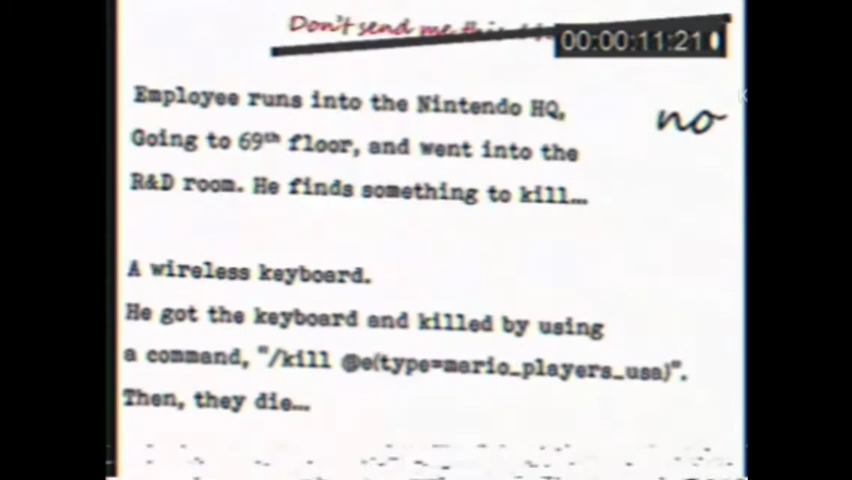 Don't send me this
00:00:11:21
no
Employee runs into the Nintendo HQ,
Going to 69th floor, and went into the
R&D room. He finds something to kill...
A wireless keyboard.
He got the keyboard and killed by using
a command, "/kill @e(type=mario_players_usa)".
Then, they die...